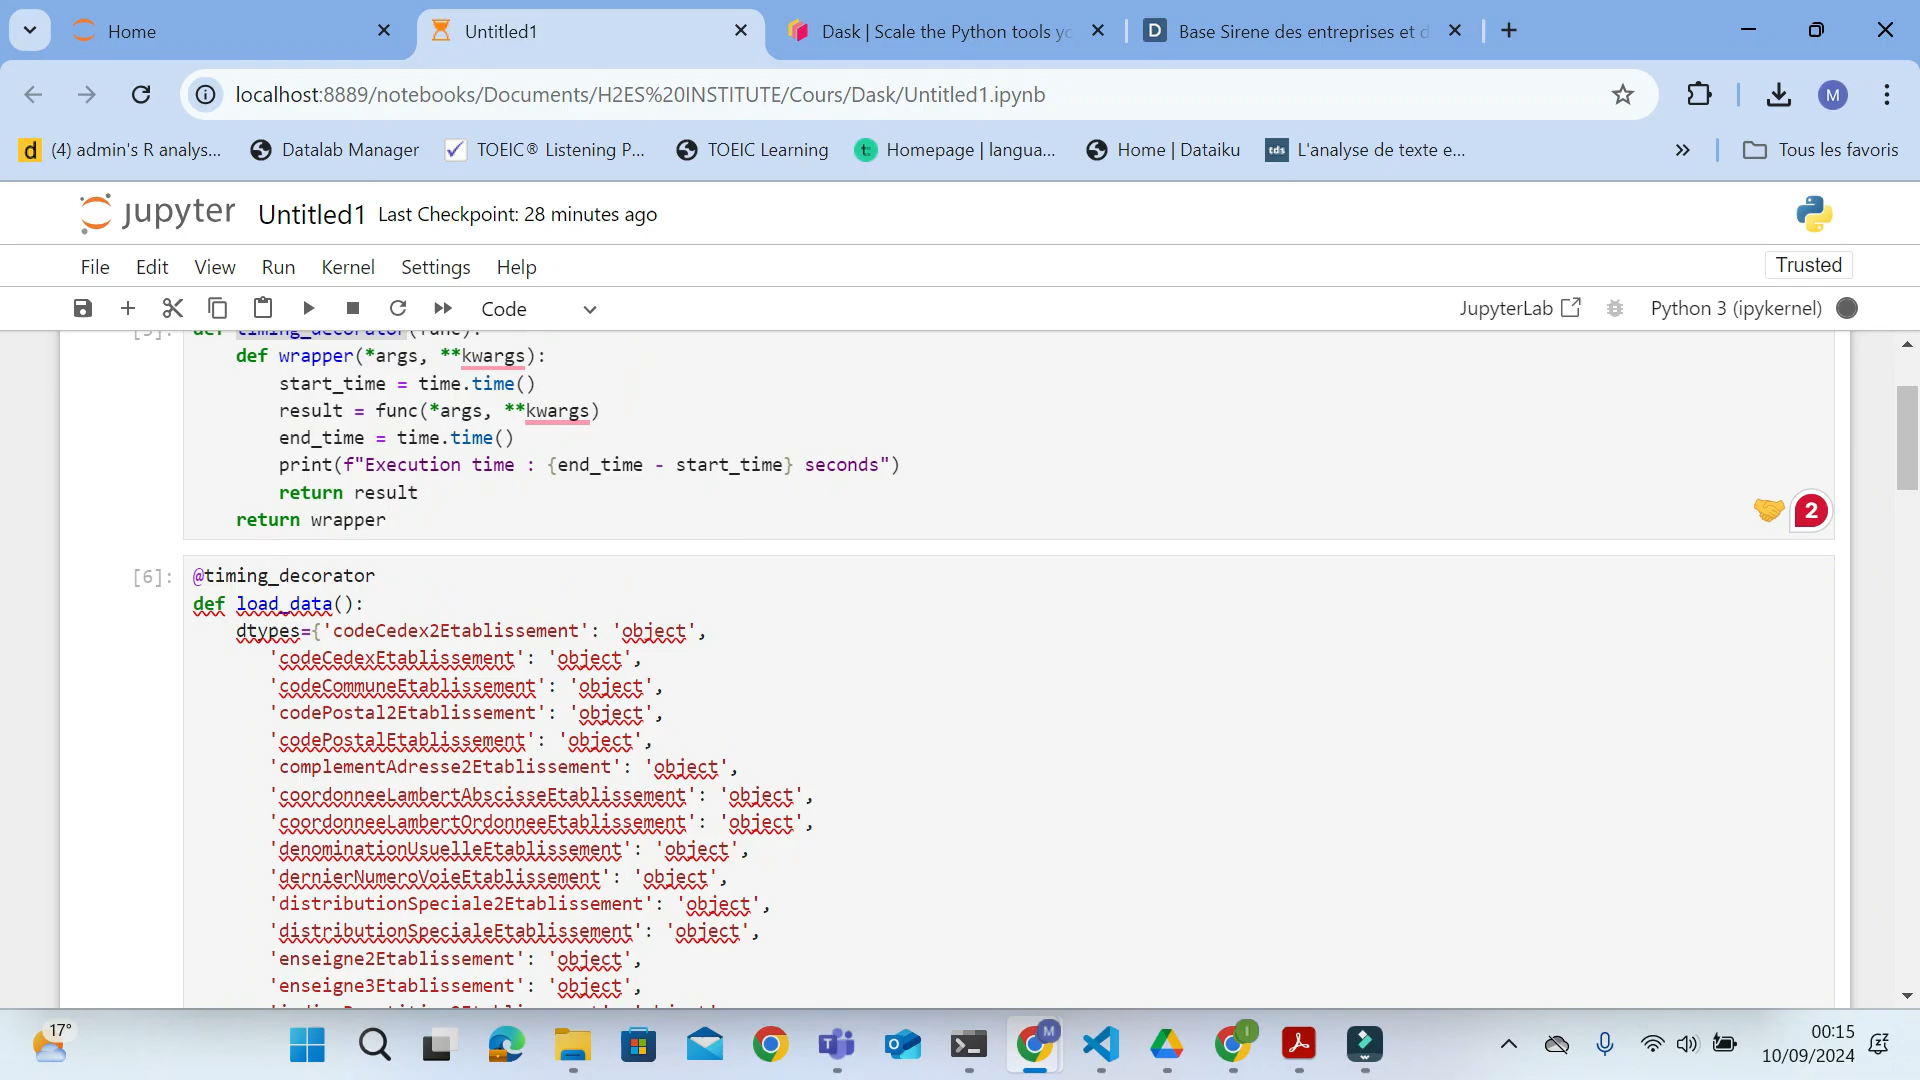 Home
Untitled1
Dask | Scale the Python tools yo
D Base Sirene des entreprises et d
localhost:8889/notebooks/Documents/H2ES%20INSTITUTE/Cours/Dask/Untitled1.ipynb
M
d (4) admin's R analys...
Datalab Manager
TOEIC® Listening P...
TOEIC Learning
t Homepage | langua...
Home | Dataiku
tds L'analyse de texte e...
Tous les favoris
jupyter Untitled1 Last Checkpoint: 28 minutes ago
File Edit View Run Kernel Settings Help
Trusted
Code
JupyterLab
Python 3 (ipykernel)
[5]: def timing_decorator(func):
def wrapper(*args, **kwargs):
start_time = time.time()
result = func(*args, **kwargs)
end_time = time.time()
print(f"Execution time : {end_time - start_time} seconds")
return result
return wrapper
2
[6]: @timing_decorator
def load_data():
dtypes={'codeCedex2Etablissement': 'object',
'codeCedexEtablissement': 'object',
'codeCommuneEtablissement': 'object',
'codePostal2Etablissement': 'object',
'codePostalEtablissement': 'object',
'complementAdresse2Etablissement': 'object',
'coordonneeLambertAbscisseEtablissement': 'object',
'coordonneeLambertOrdonneeEtablissement': 'object',
'denominationUsuelleEtablissement': 'object',
'dernierNumeroVoieEtablissement': 'object',
'distributionSpeciale2Etablissement': 'object',
'distributionSpecialeEtablissement': 'object',
'enseigne2Etablissement': 'object',
'enseigne3Etablissement': 'object',
17°
M
I
00:15
10/09/2024